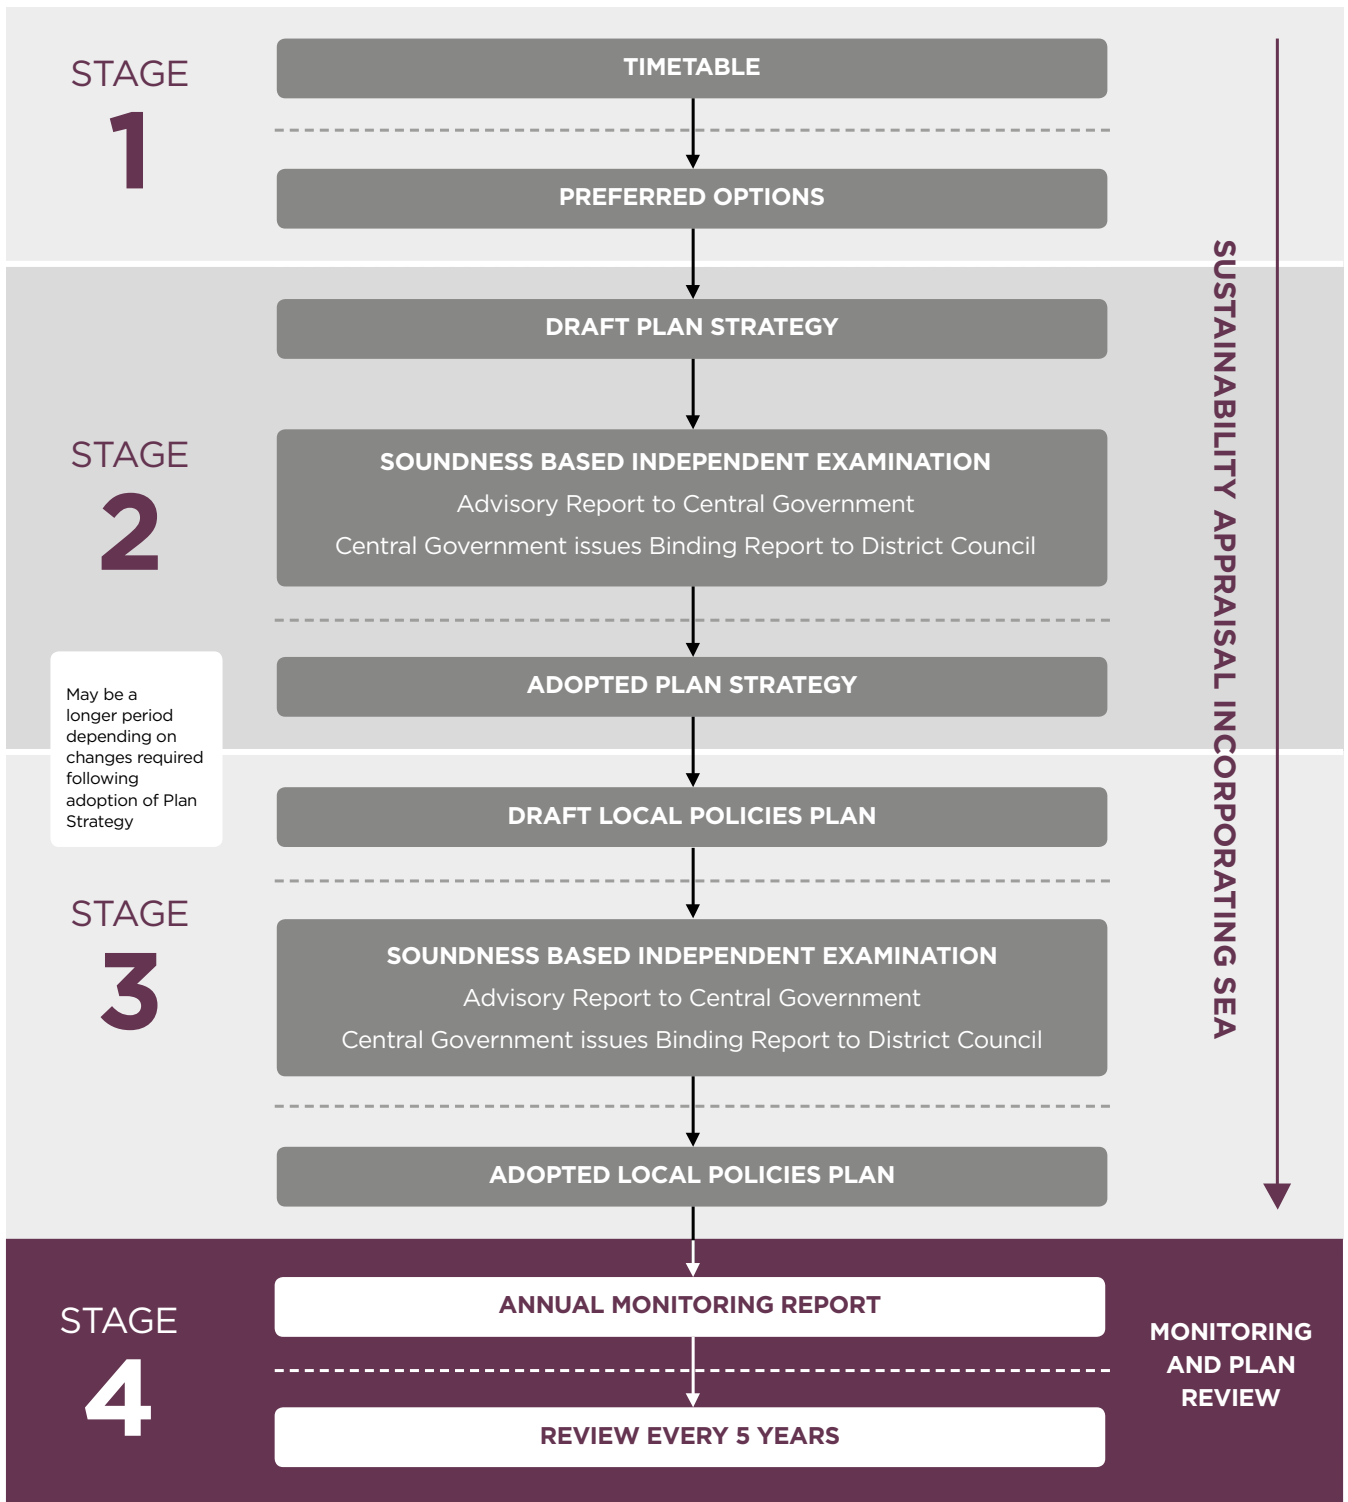 STAGE
1
TIMETABLE
PREFERRED OPTIONS
STAGE
2
DRAFT PLAN STRATEGY
SOUNDNESS BASED INDEPENDENT EXAMINATION
Advisory Report to Central Government
Central Government issues Binding Report to District Council
ADOPTED PLAN STRATEGY
May be a
longer period
depending on
changes required
following
adoption of Plan
Strategy
STAGE
3
DRAFT LOCAL POLICIES PLAN
SOUNDNESS BASED INDEPENDENT EXAMINATION
Advisory Report to Central Government
Central Government issues Binding Report to District Council
ADOPTED LOCAL POLICIES PLAN
SUSTAINABILITY APPRAISAL INCORPORATING SEA
STAGE
4
ANNUAL MONITORING REPORT
REVIEW EVERY 5 YEARS
MONITORING
AND PLAN
REVIEW